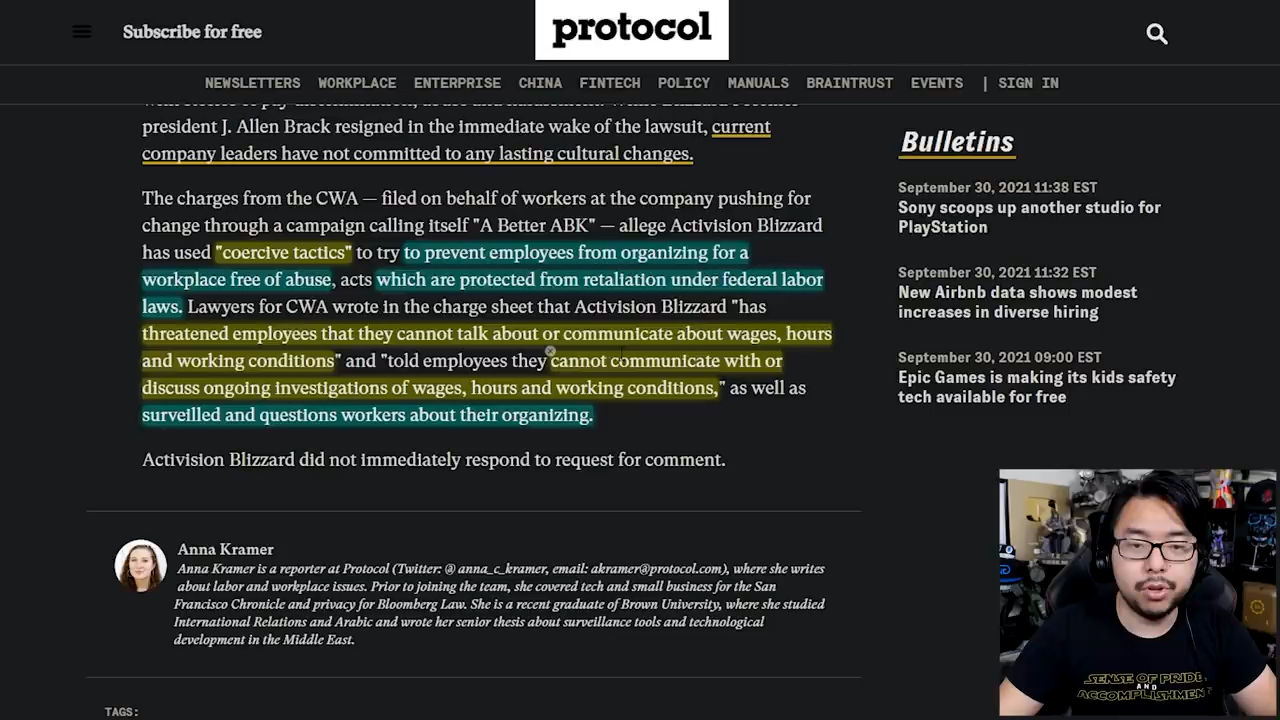 Subscribe for free
protocol
NEWSLETTERS WORKPLACE ENTERPRISE CHINA FINTECH POLICY MANUALS BRAINTRUST EVENTS | SIGN IN
president J. Allen Brack resigned in the immediate wake of the lawsuit, current
company leaders have not committed to any lasting cultural changes.
The charges from the CWA — filed on behalf of workers at the company pushing for
change through a campaign calling itself "A Better ABK" — allege Activision Blizzard
has used "coercive tactics" to try to prevent employees from organizing for a
workplace free of abuse, acts which are protected from retaliation under federal labor
laws. Lawyers for CWA wrote in the charge sheet that Activision Blizzard "has
threatened employees that they cannot talk about or communicate about wages, hours
and working conditions" and "told employees they cannot communicate with or
discuss ongoing investigations of wages, hours and working conditions," as well as
surveilled and questions workers about their organizing.
Activision Blizzard did not immediately respond to request for comment.
Anna Kramer
Anna Kramer is a reporter at Protocol (Twitter: @ anna_c_kramer, email: akramer@protocol.com), where she writes
about labor and workplace issues. Prior to joining the team, she covered tech and small business for the San
Francisco Chronicle and privacy for Bloomberg Law. She is a recent graduate of Brown University, where she studied
International Relations and Arabic and wrote her senior thesis about surveillance tools and technological
development in the Middle East.
TAGS:
Bulletins
September 30, 2021 11:38 EST
Sony scoops up another studio for
PlayStation
September 30, 2021 11:32 EST
New Airbnb data shows modest
increases in diverse hiring
September 30, 2021 09:00 EST
Epic Games is making its kids safety
tech available for free
SENSE OF PRIDE
AND
ACCOMPLISHMENT